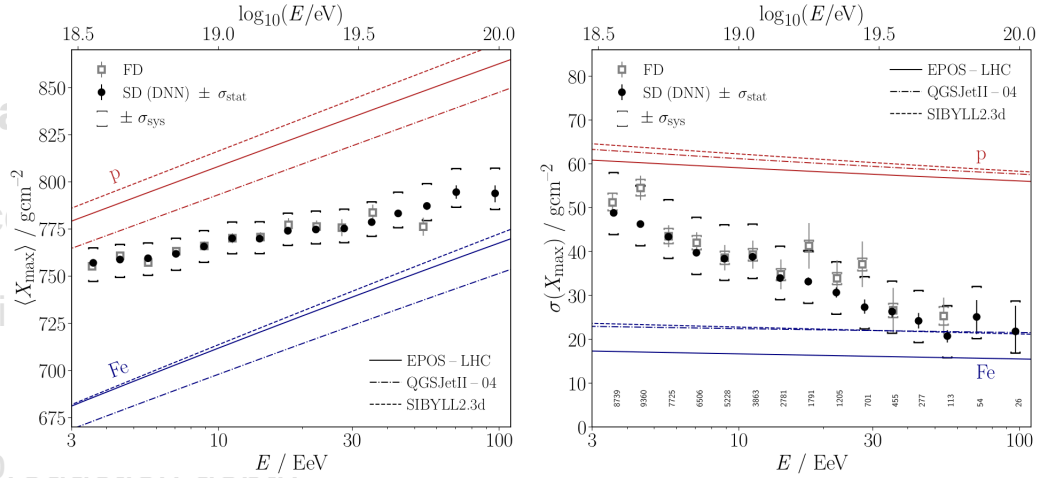 log₁₀(E/eV)
18.5 19.0 19.5 20.0
850
825
800
775
750
725
700
675
⟨Xmax⟩ / gcm⁻²
FD
SD (DNN) ± σstat
± σsys
p
Fe
EPOS – LHC
QGSJetII – 04
SIBYLL2.3d
3 10 30 100
E / EeV
log₁₀(E/eV)
18.5 19.0 19.5 20.0
80
70
60
50
40
30
20
10
0
σ(Xmax) / gcm⁻²
FD
SD (DNN) ± σstat
± σsys
EPOS – LHC
QGSJetII – 04
SIBYLL2.3d
p
Fe
8739 9360 7725 6506 5228 3863 2781 1791 1205 701 455 277 113 54 26
3 10 30 100
E / EeV